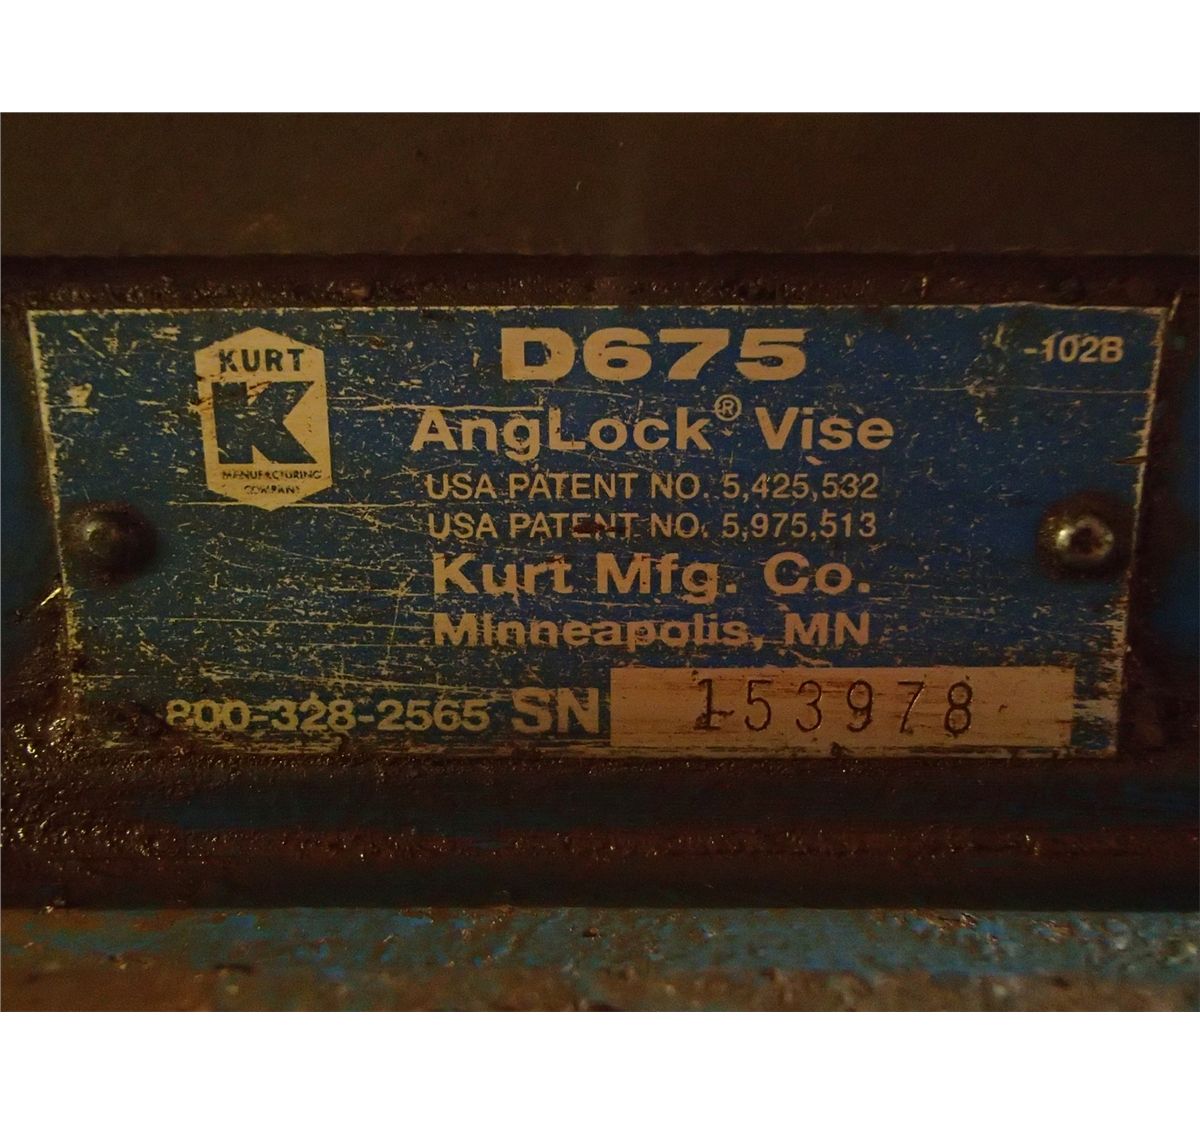 KURT
K
MANUFACTURING
COMPANY
D675
-102B
AngLock® Vise
USA PATENT NO. 5,425,532
USA PATENT NO. 5,975,513
Kurt Mfg. Co.
Minneapolis, MN
800-328-2565 SN 153978